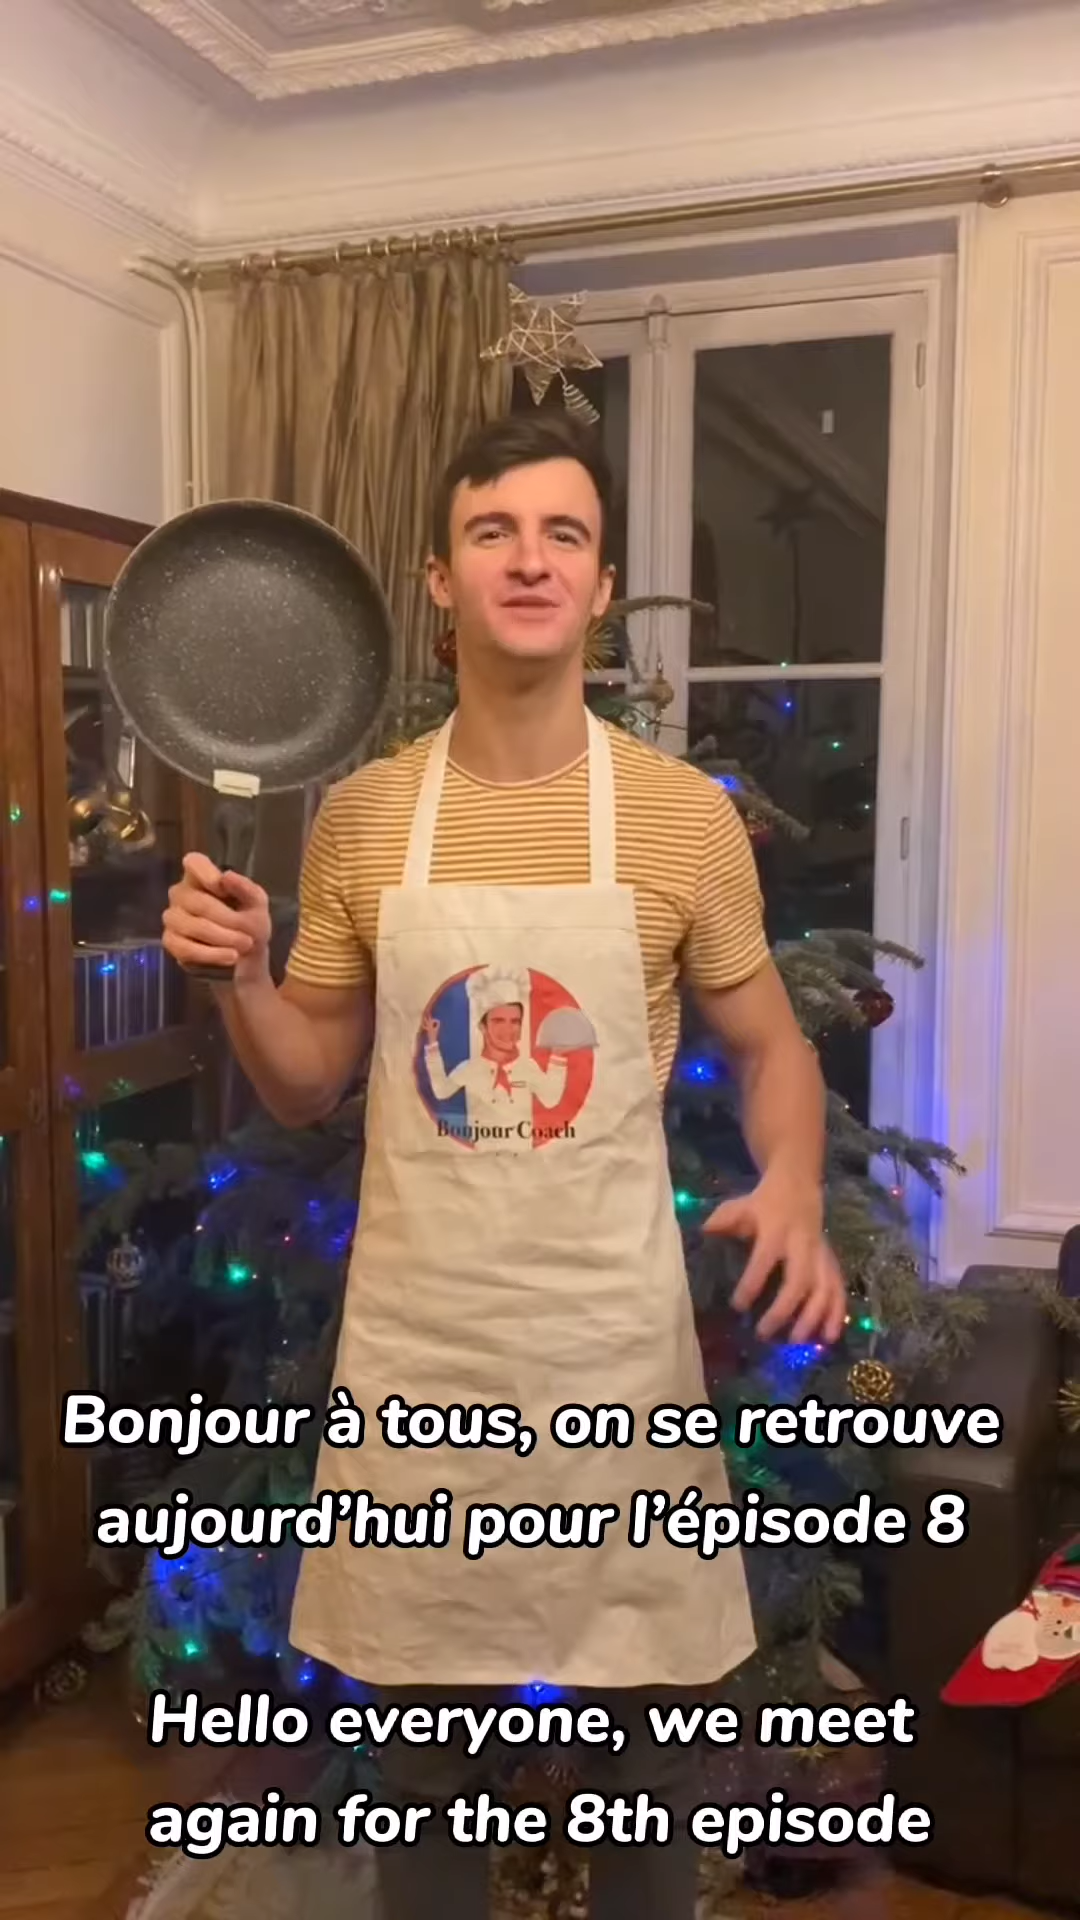 Bonjour Coach
Bonjour à tous, on se retrouve
aujourd’hui pour l’épisode 8
Hello everyone, we meet
again for the 8th episode